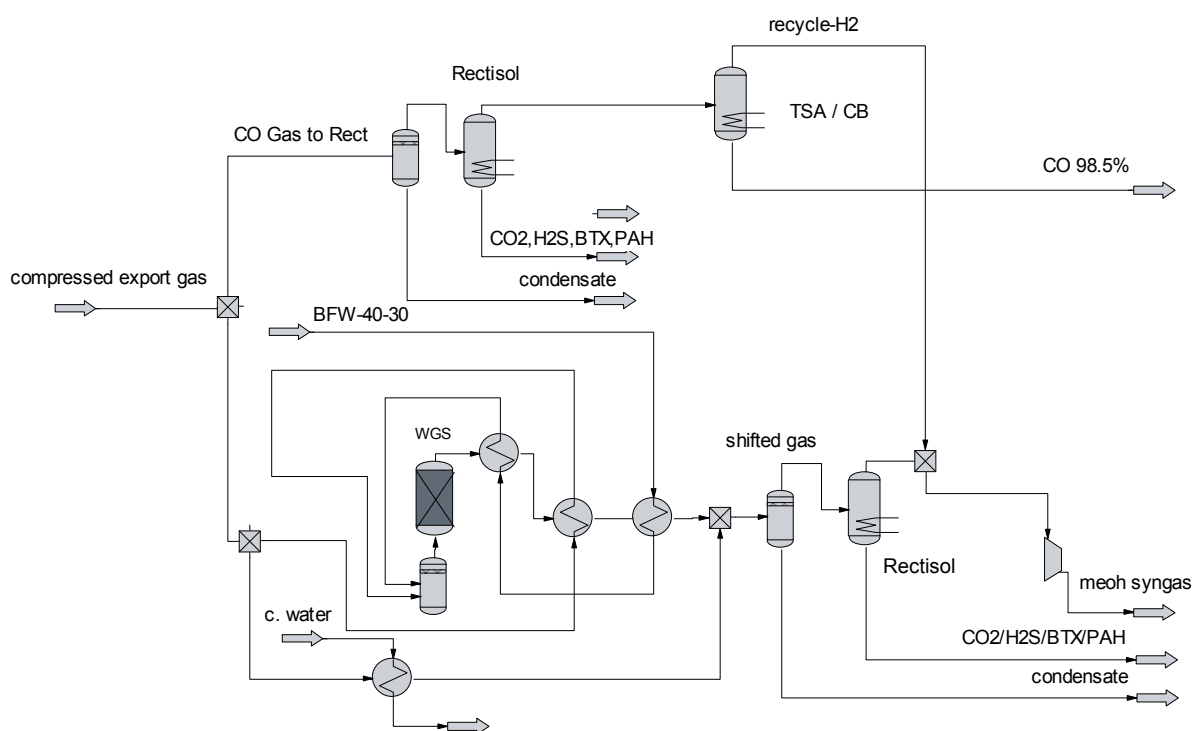 recycle-H2
Rectisol
TSA / CB
CO Gas to Rect
CO 98.5%
CO2,H2S,BTX,PAH
compressed export gas
condensate
BFW-40-30
WGS
shifted gas
Rectisol
meoh syngas
c. water
CO2/H2S/BTX/PAH
condensate